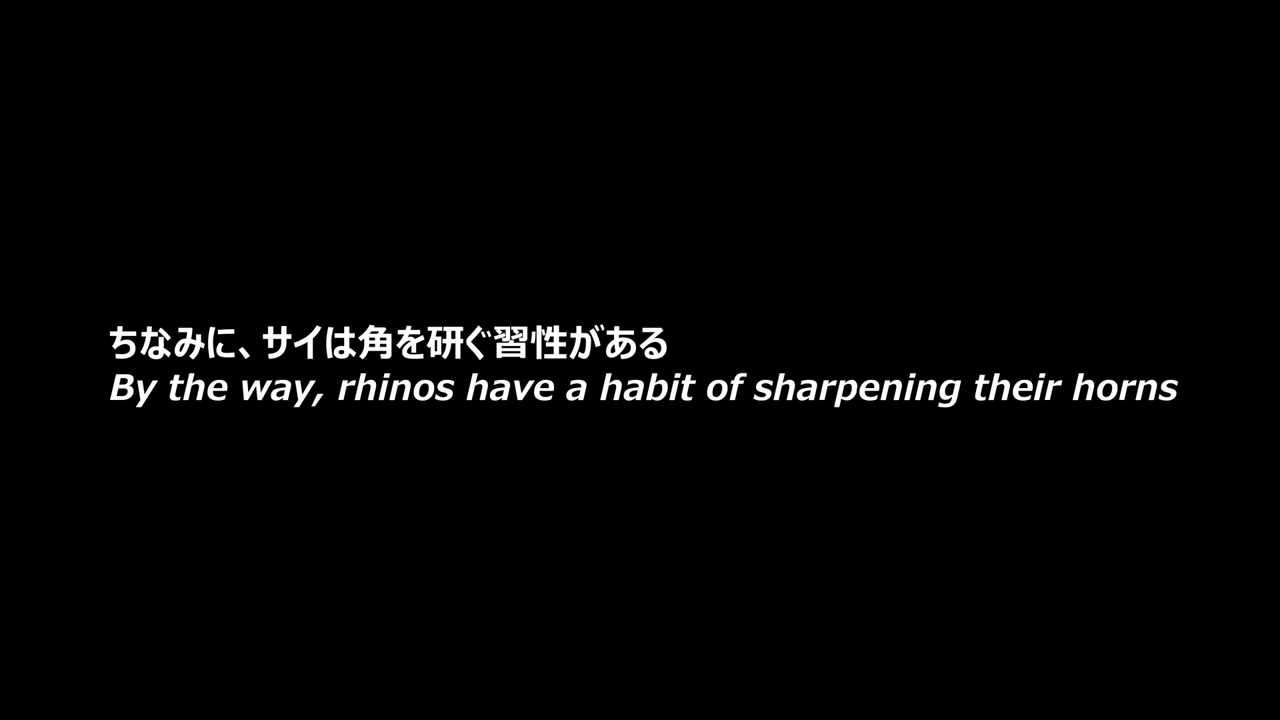 ちなみに、サイは角を研ぐ習性がある
By the way, rhinos have a habit of sharpening their horns